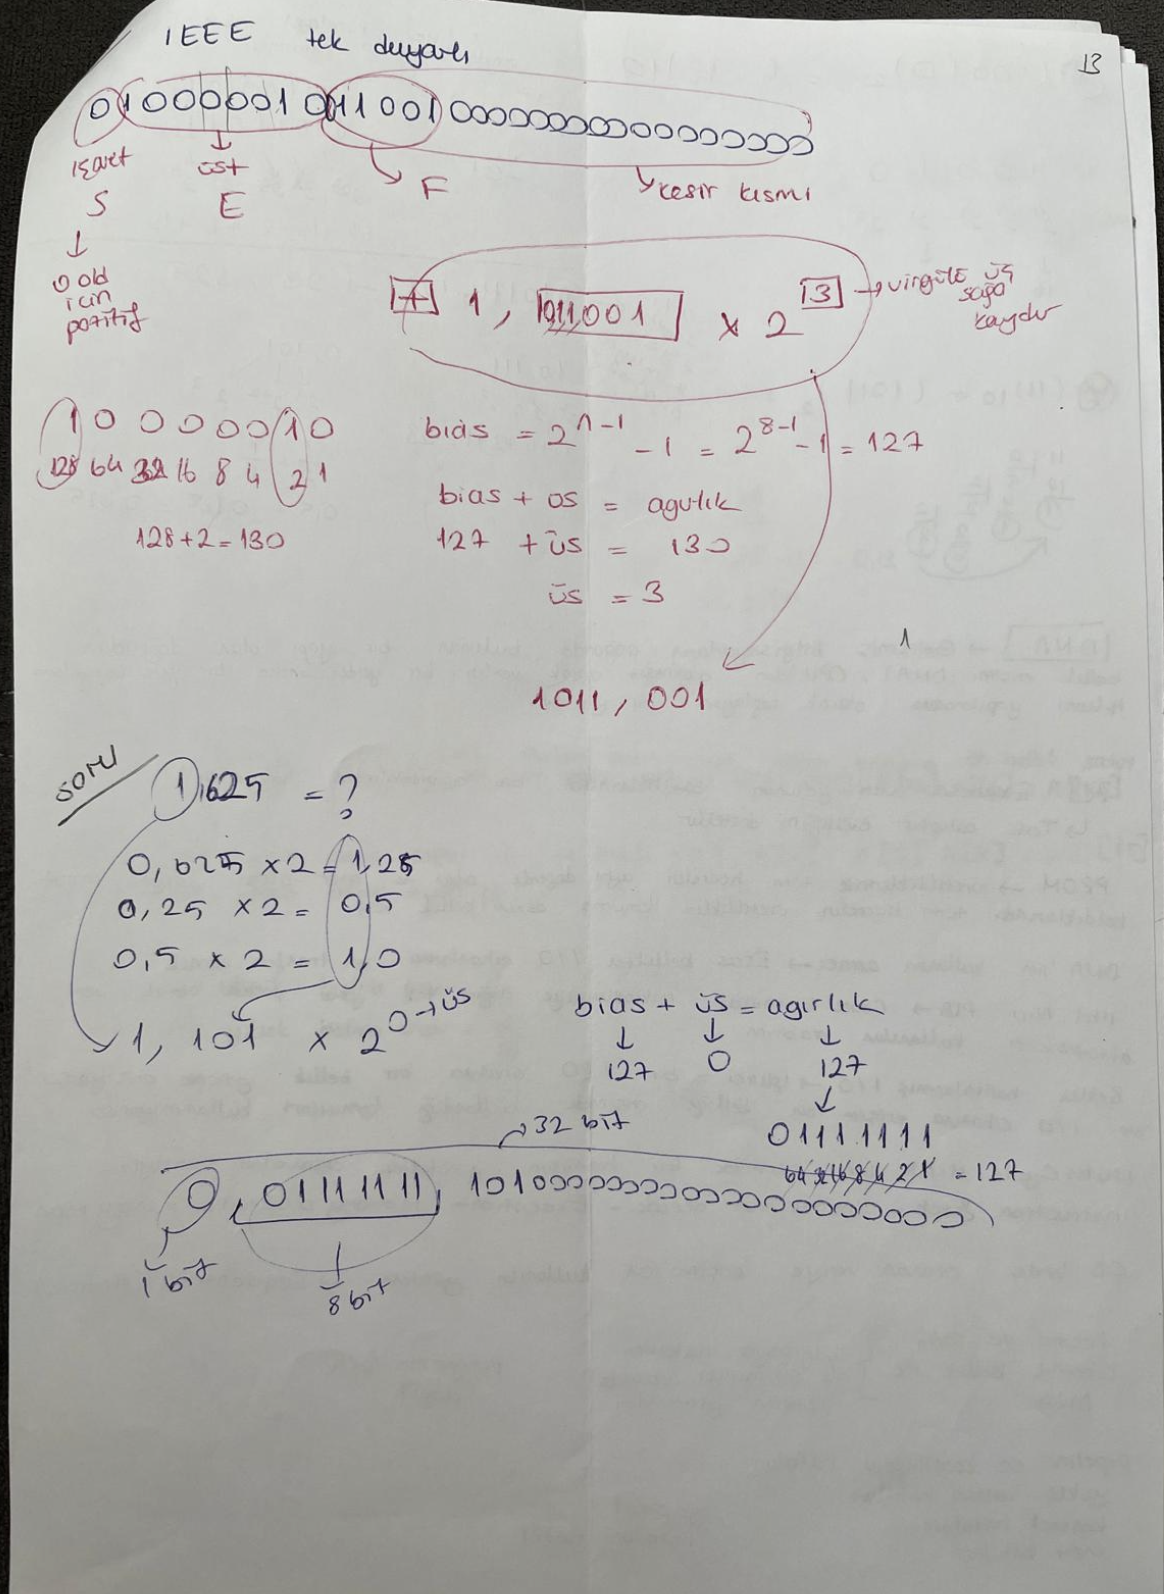 IEEE tek duyarlı
13
0 10000010 011001 00000000000000000
işaret üst F kesir kısmı
S E
0 old
için
pozitif
+ 1, 011001 x 2 3 → virgülü üç
sağa
kaydır
1 0 0 0 0 0 1 0
128 64 32 16 8 4 2 1
128+2=130
bias = 2^n-1 - 1 = 2^8-1 - 1 = 127
bias + üs = agırlık
127 + üs = 130
üs = 3
1
1011, 001
soru
1,625 = ?
0,625 x 2 = 1,25
0,25 x 2 = 0,5
0,5 x 2 = 1,0
1, 101 x 2^0 → üs
bias + üs = agırlık
127 0 127
01111111
64 32 16 8 4 2 1 = 127
32 bit
0, 01111111, 10100000000000000000000
1 bit
8 bit